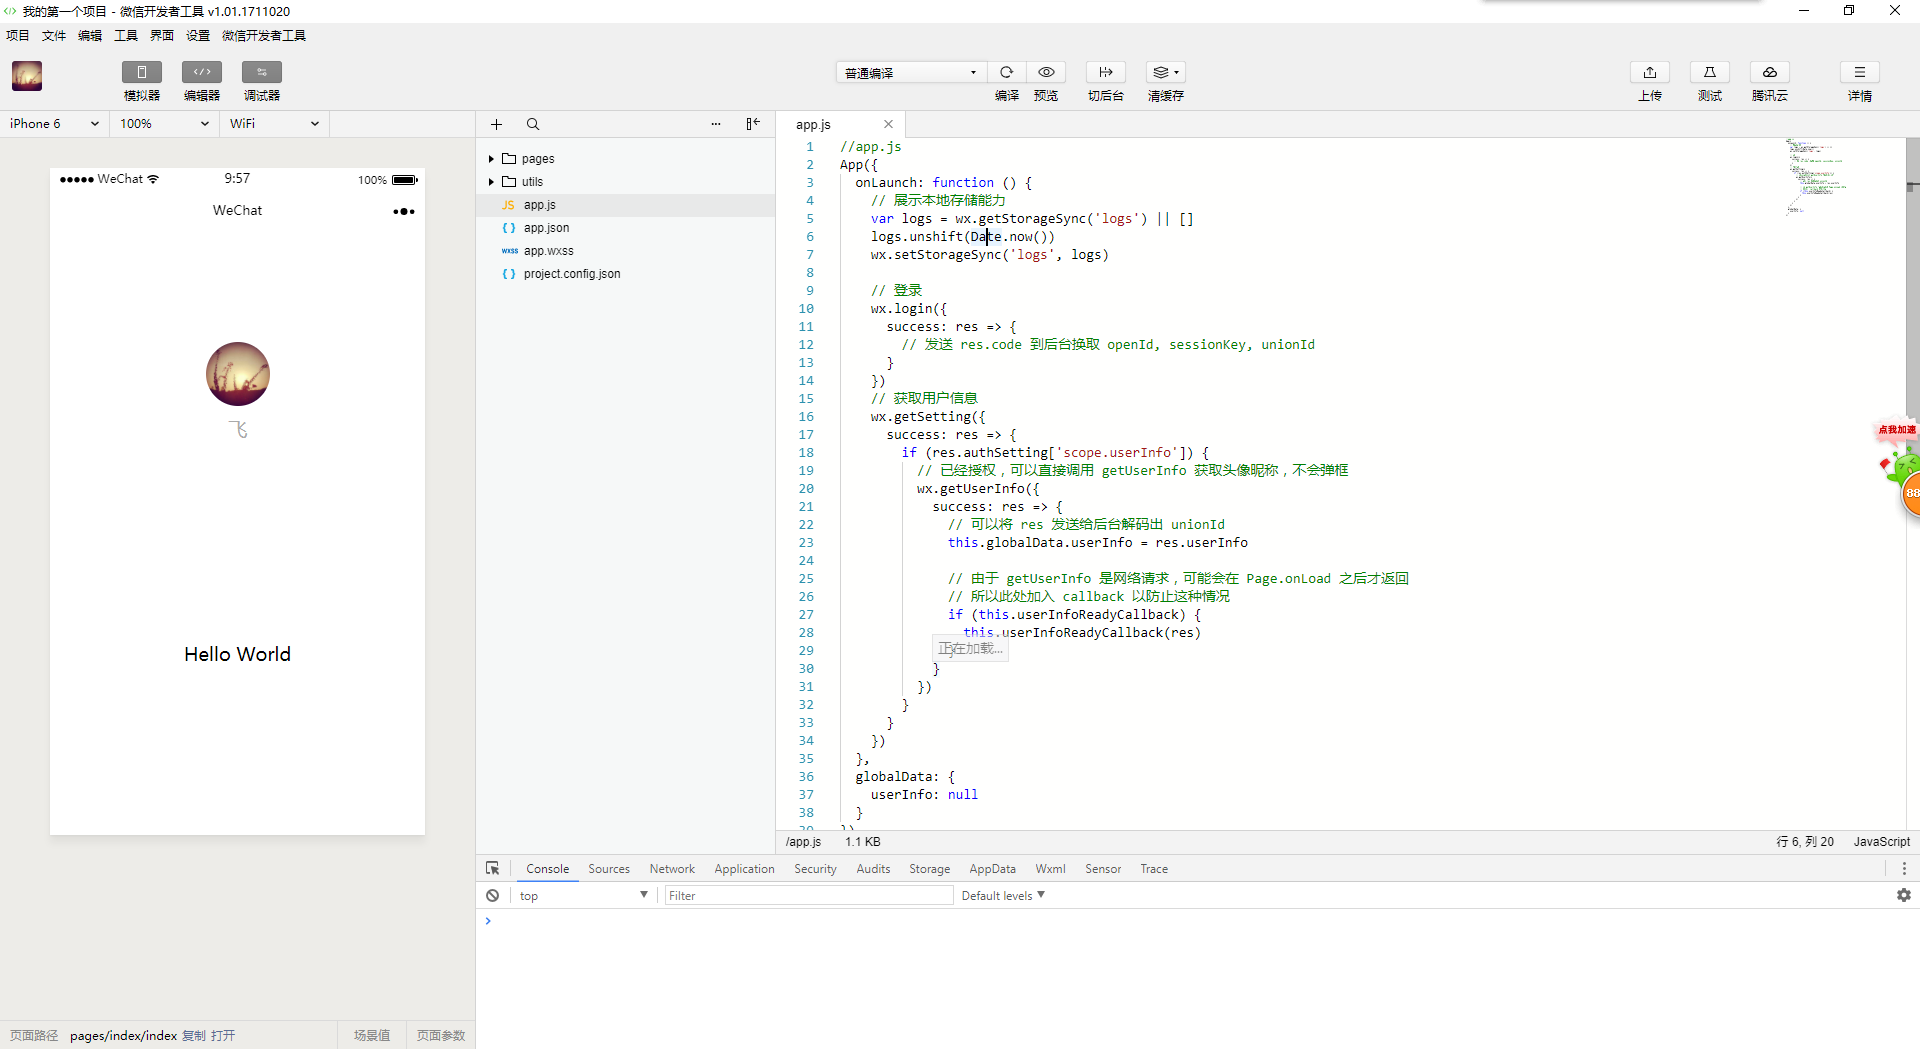 我的第一个项目 - 微信开发者工具 v1.01.1711020
项目 文件 编辑 工具 界面 设置 微信开发者工具
模拟器 编辑器 调试器
普通编译
编译 预览 切后台 清缓存
上传 测试 腾讯云 详情
iPhone 6 100% WiFi
WeChat 9:57 100%
WeChat
飞
Hello World
页面路径 pages/index/index 复制 打开 场景值 页面参数
pages
utils
JS app.js
{ } app.json
wxss app.wxss
{ } project.config.json
app.js
1 //app.js
2 App({
3 onLaunch: function () {
4 // 展示本地存储能力
5 var logs = wx.getStorageSync('logs') || []
6 logs.unshift(Date.now())
7 wx.setStorageSync('logs', logs)
8
9 // 登录
10 wx.login({
11 success: res => {
12 // 发送 res.code 到后台换取 openId, sessionKey, unionId
13 }
14 })
15 // 获取用户信息
16 wx.getSetting({
17 success: res => {
18 if (res.authSetting['scope.userInfo']) {
19 // 已经授权，可以直接调用 getUserInfo 获取头像昵称，不会弹框
20 wx.getUserInfo({
21 success: res => {
22 // 可以将 res 发送给后台解码出 unionId
23 this.globalData.userInfo = res.userInfo
24
25 // 由于 getUserInfo 是网络请求，可能会在 Page.onLoad 之后才返回
26 // 所以此处加入 callback 以防止这种情况
27 if (this.userInfoReadyCallback) {
28 this.userInfoReadyCallback(res)
29 正在加载...
30 }
31 })
32 }
33 }
34 })
35 },
36 globalData: {
37 userInfo: null
38 }
39 })
点我加速
88
/app.js 1.1 KB 行 6, 列 20 JavaScript
Console Sources Network Application Security Audits Storage AppData Wxml Sensor Trace
top Filter Default levels